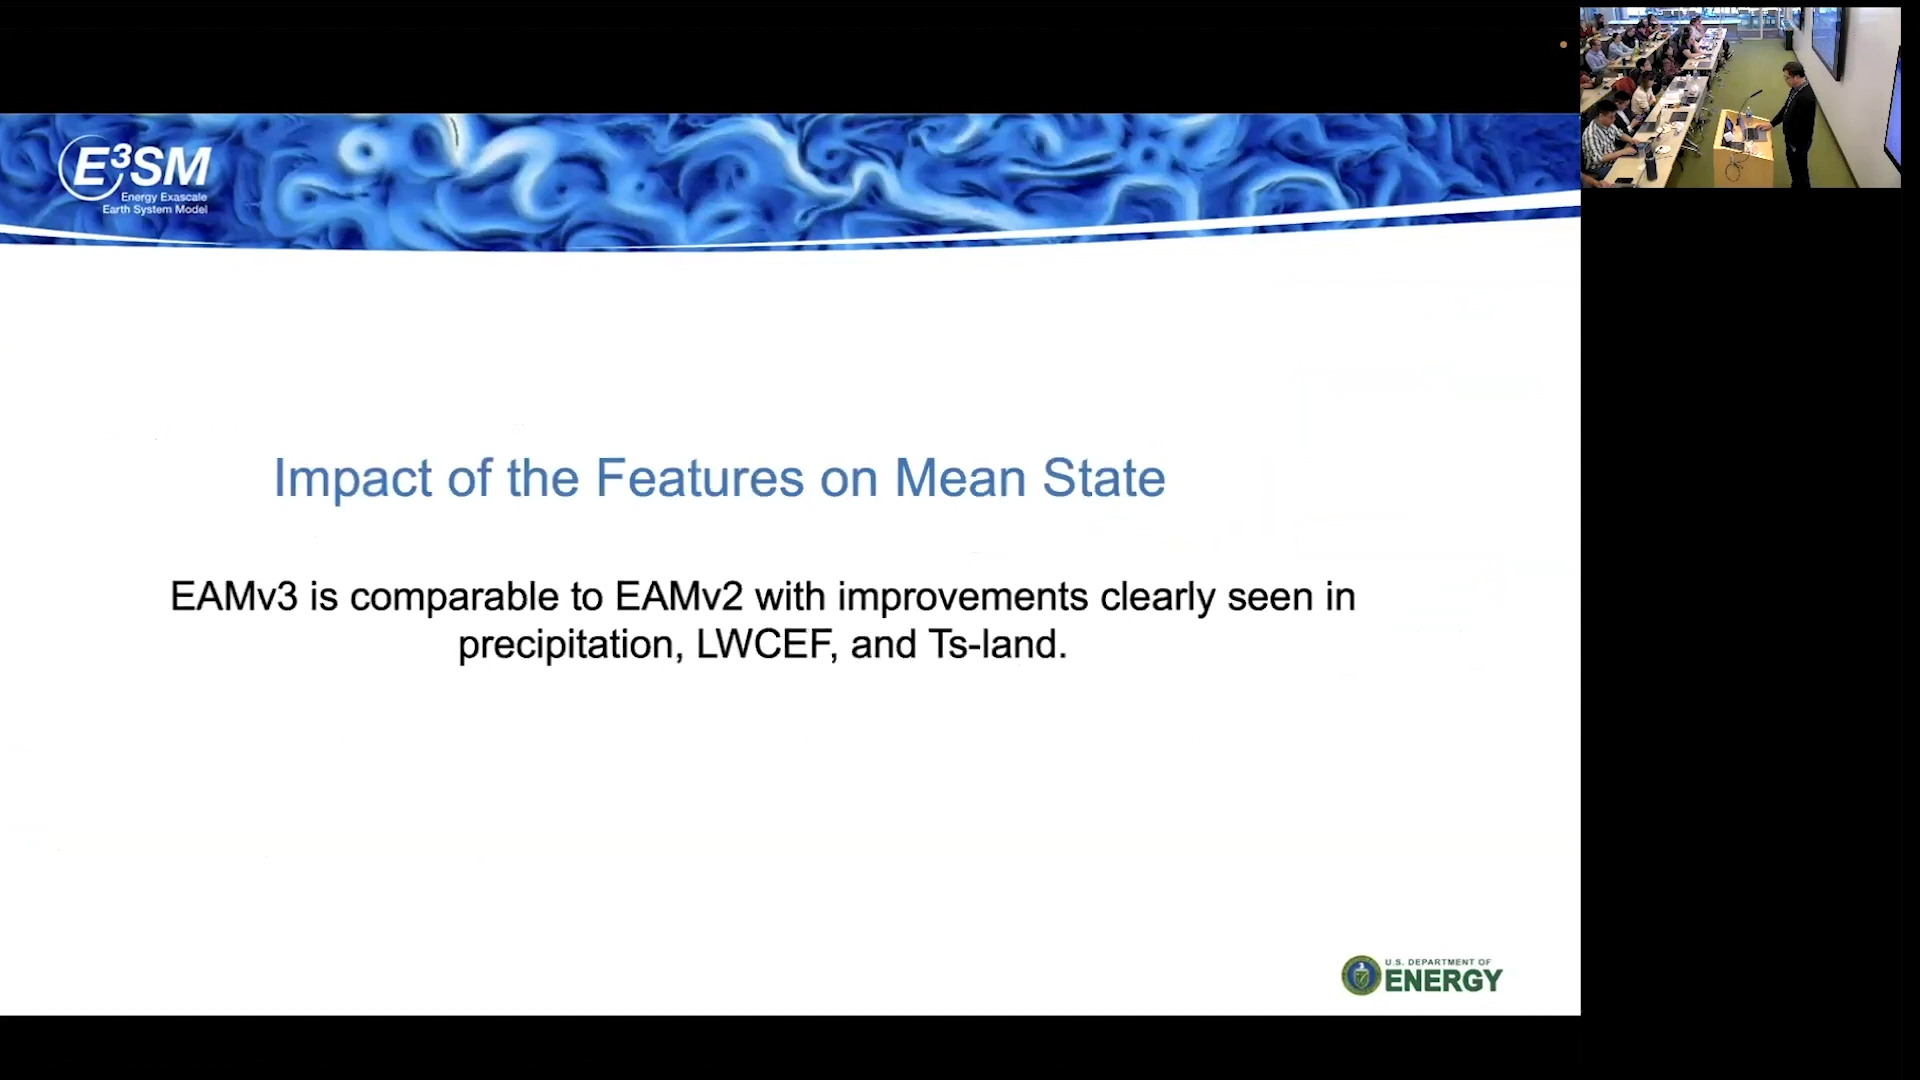 E3SM
Energy Exascale
Earth System Model
Impact of the Features on Mean State
EAMv3 is comparable to EAMv2 with improvements clearly seen in
precipitation, LWCEF, and Ts-land.
U.S. DEPARTMENT OF
ENERGY